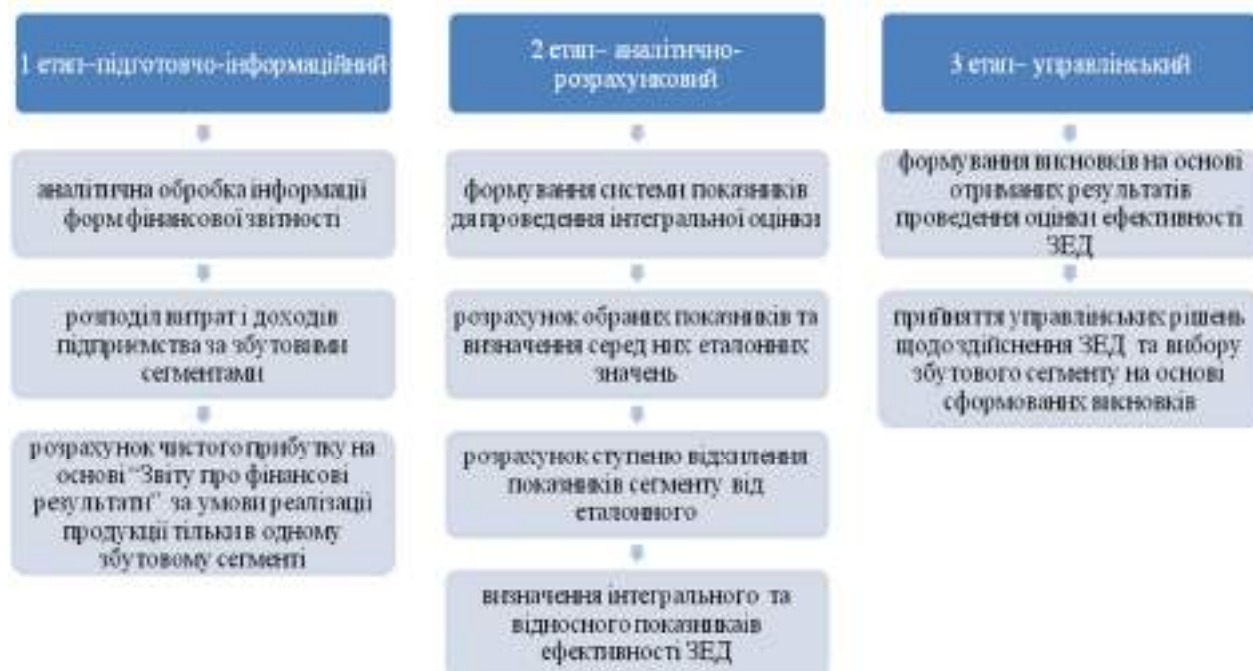 1 етап–підготовчо-інформаційний
аналітична обробка інформації
форм фінансової звітності
розподіл витрат і доходів
підприємства за збутовими
сегментами
розрахунок чистого прибутку на
основі “Звіту про фінансові
результати” за умови реалізації
продукції тільки в одному
збутовому сегменті
2 етап– аналітично-
розрахунковий
формування системи показників
дя проведення інтегральної оцінки
розрахунок обраних показників та
визначення серед них еталонних
значень
розрахунок ступеню відхилення
показників сегменту від
еталонного
визначення інтегрального та
відносного показникаів
ефективності ЗЕД
3 етап– управлінський
формування висновків на основі
отриманих результатів
проведення оцінки ефективності
ЗЕД
прийняття управлінських рішень
щодо здійснення ЗЕД та вибору
збутового сегменту на основі
сформованих висновків